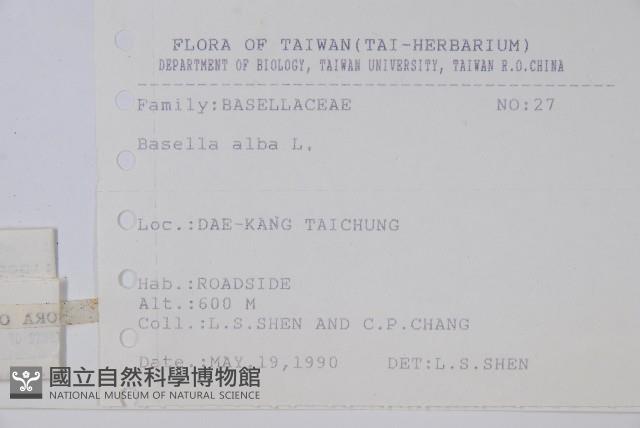 FLORA OF TAIWAN(TAI-HERBARIUM)
DEPARTMENT OF BIOLOGY, TAIWAN UNIVERSITY, TAIWAN R.O.CHINA
Family:BASELLACEAE NO:27
Basella alba L.
Loc.:DAE-KANG TAICHUNG
Hab.:ROADSIDE
Alt.:600 M
Coll.:L.S.SHEN AND C.P.CHANG
Date.:MAY.19,1990 DET:L.S.SHEN
國立自然科學博物館
NATIONAL MUSEUM OF NATURAL SCIENCE